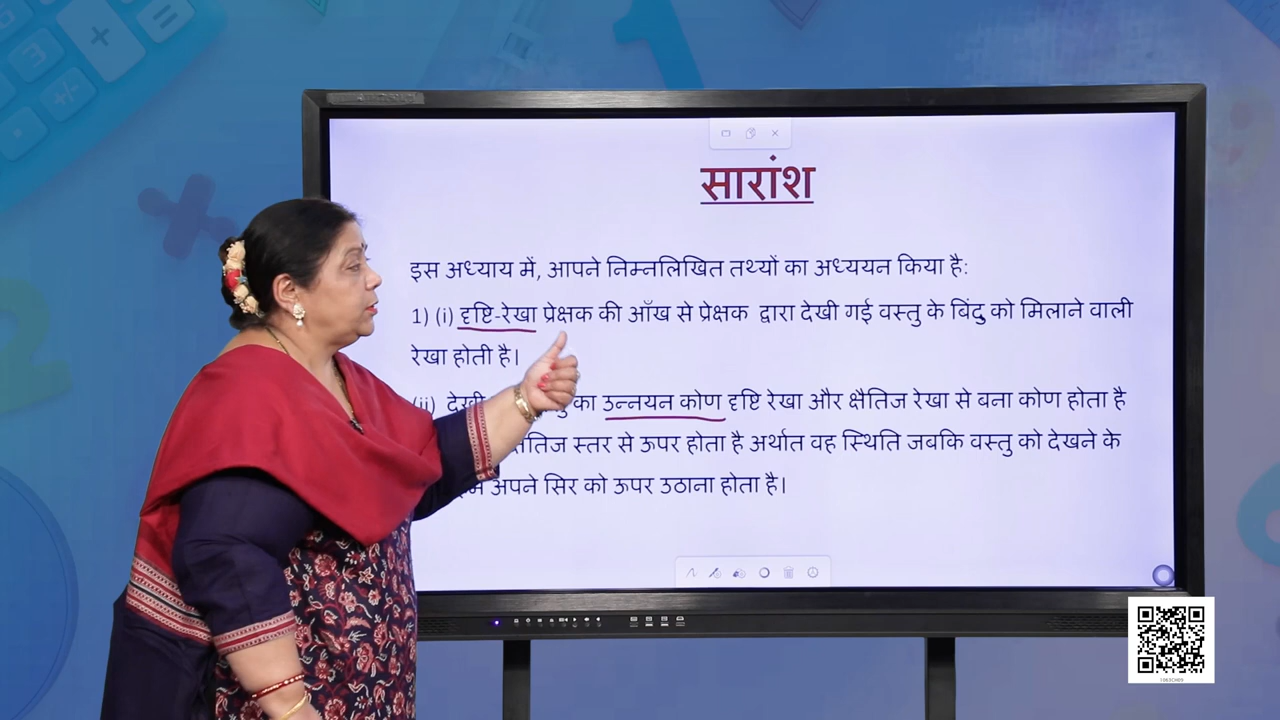 सारांश
इस अध्याय में, आपने निम्नलिखित तथ्यों का अध्ययन किया है:
1) (i) दृष्टि-रेखा प्रेक्षक की आँख से प्रेक्षक द्वारा देखी गई वस्तु के बिंदु को मिलाने वाली
रेखा होती है।
(ii) देखी का उन्नयन कोण दृष्टि रेखा और क्षैतिज रेखा से बना कोण होता है
क्षैतिज स्तर से ऊपर होता है अर्थात वह स्थिति जबकि वस्तु को देखने के
अपने सिर को ऊपर उठाना होता है।